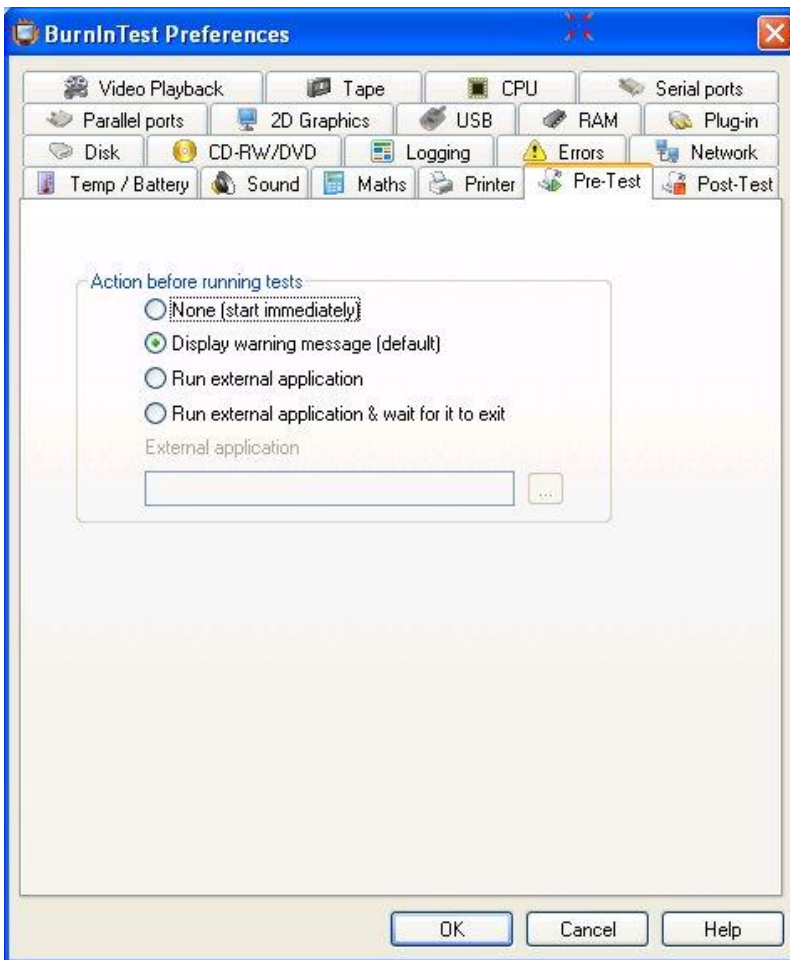 BurnInTest Preferences
Video Playback Tape CPU Serial ports
Parallel ports 2D Graphics USB RAM Plug-in
Disk CD-RW/DVD Logging Errors Network
Temp / Battery Sound Maths Printer Pre-Test Post-Test
Action before running tests
None (start immediately)
Display warning message (default)
Run external application
Run external application & wait for it to exit
External application
...
OK Cancel Help